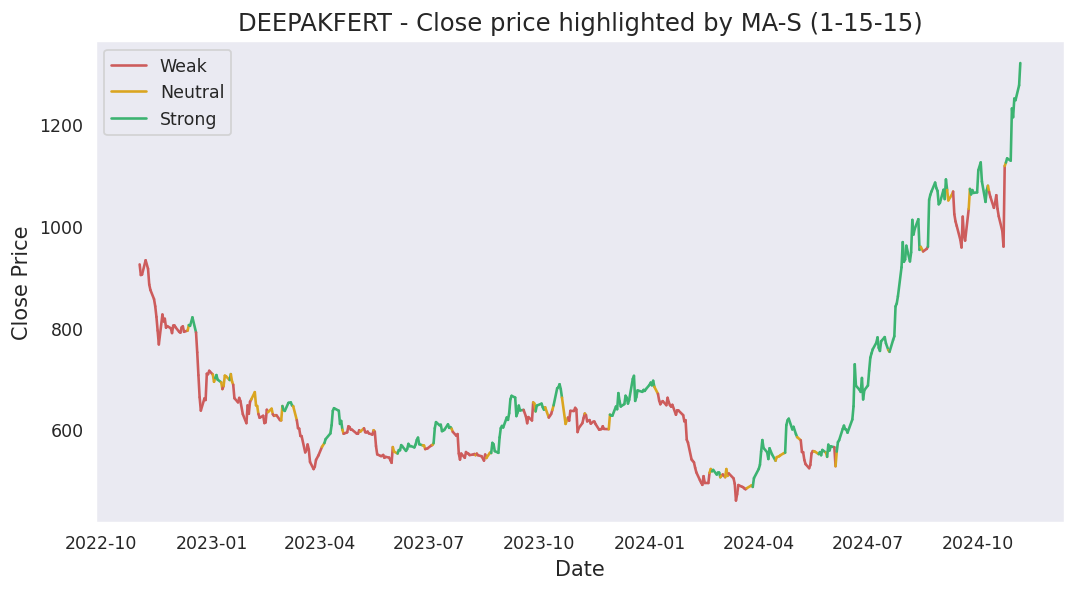 DEEPAKFERT - Close price highlighted by MA-S (1-15-15)
Weak
Neutral
Strong
Close Price
1200
1000
800
600
2022-10
2023-01
2023-04
2023-07
2023-10
2024-01
2024-04
2024-07
2024-10
Date